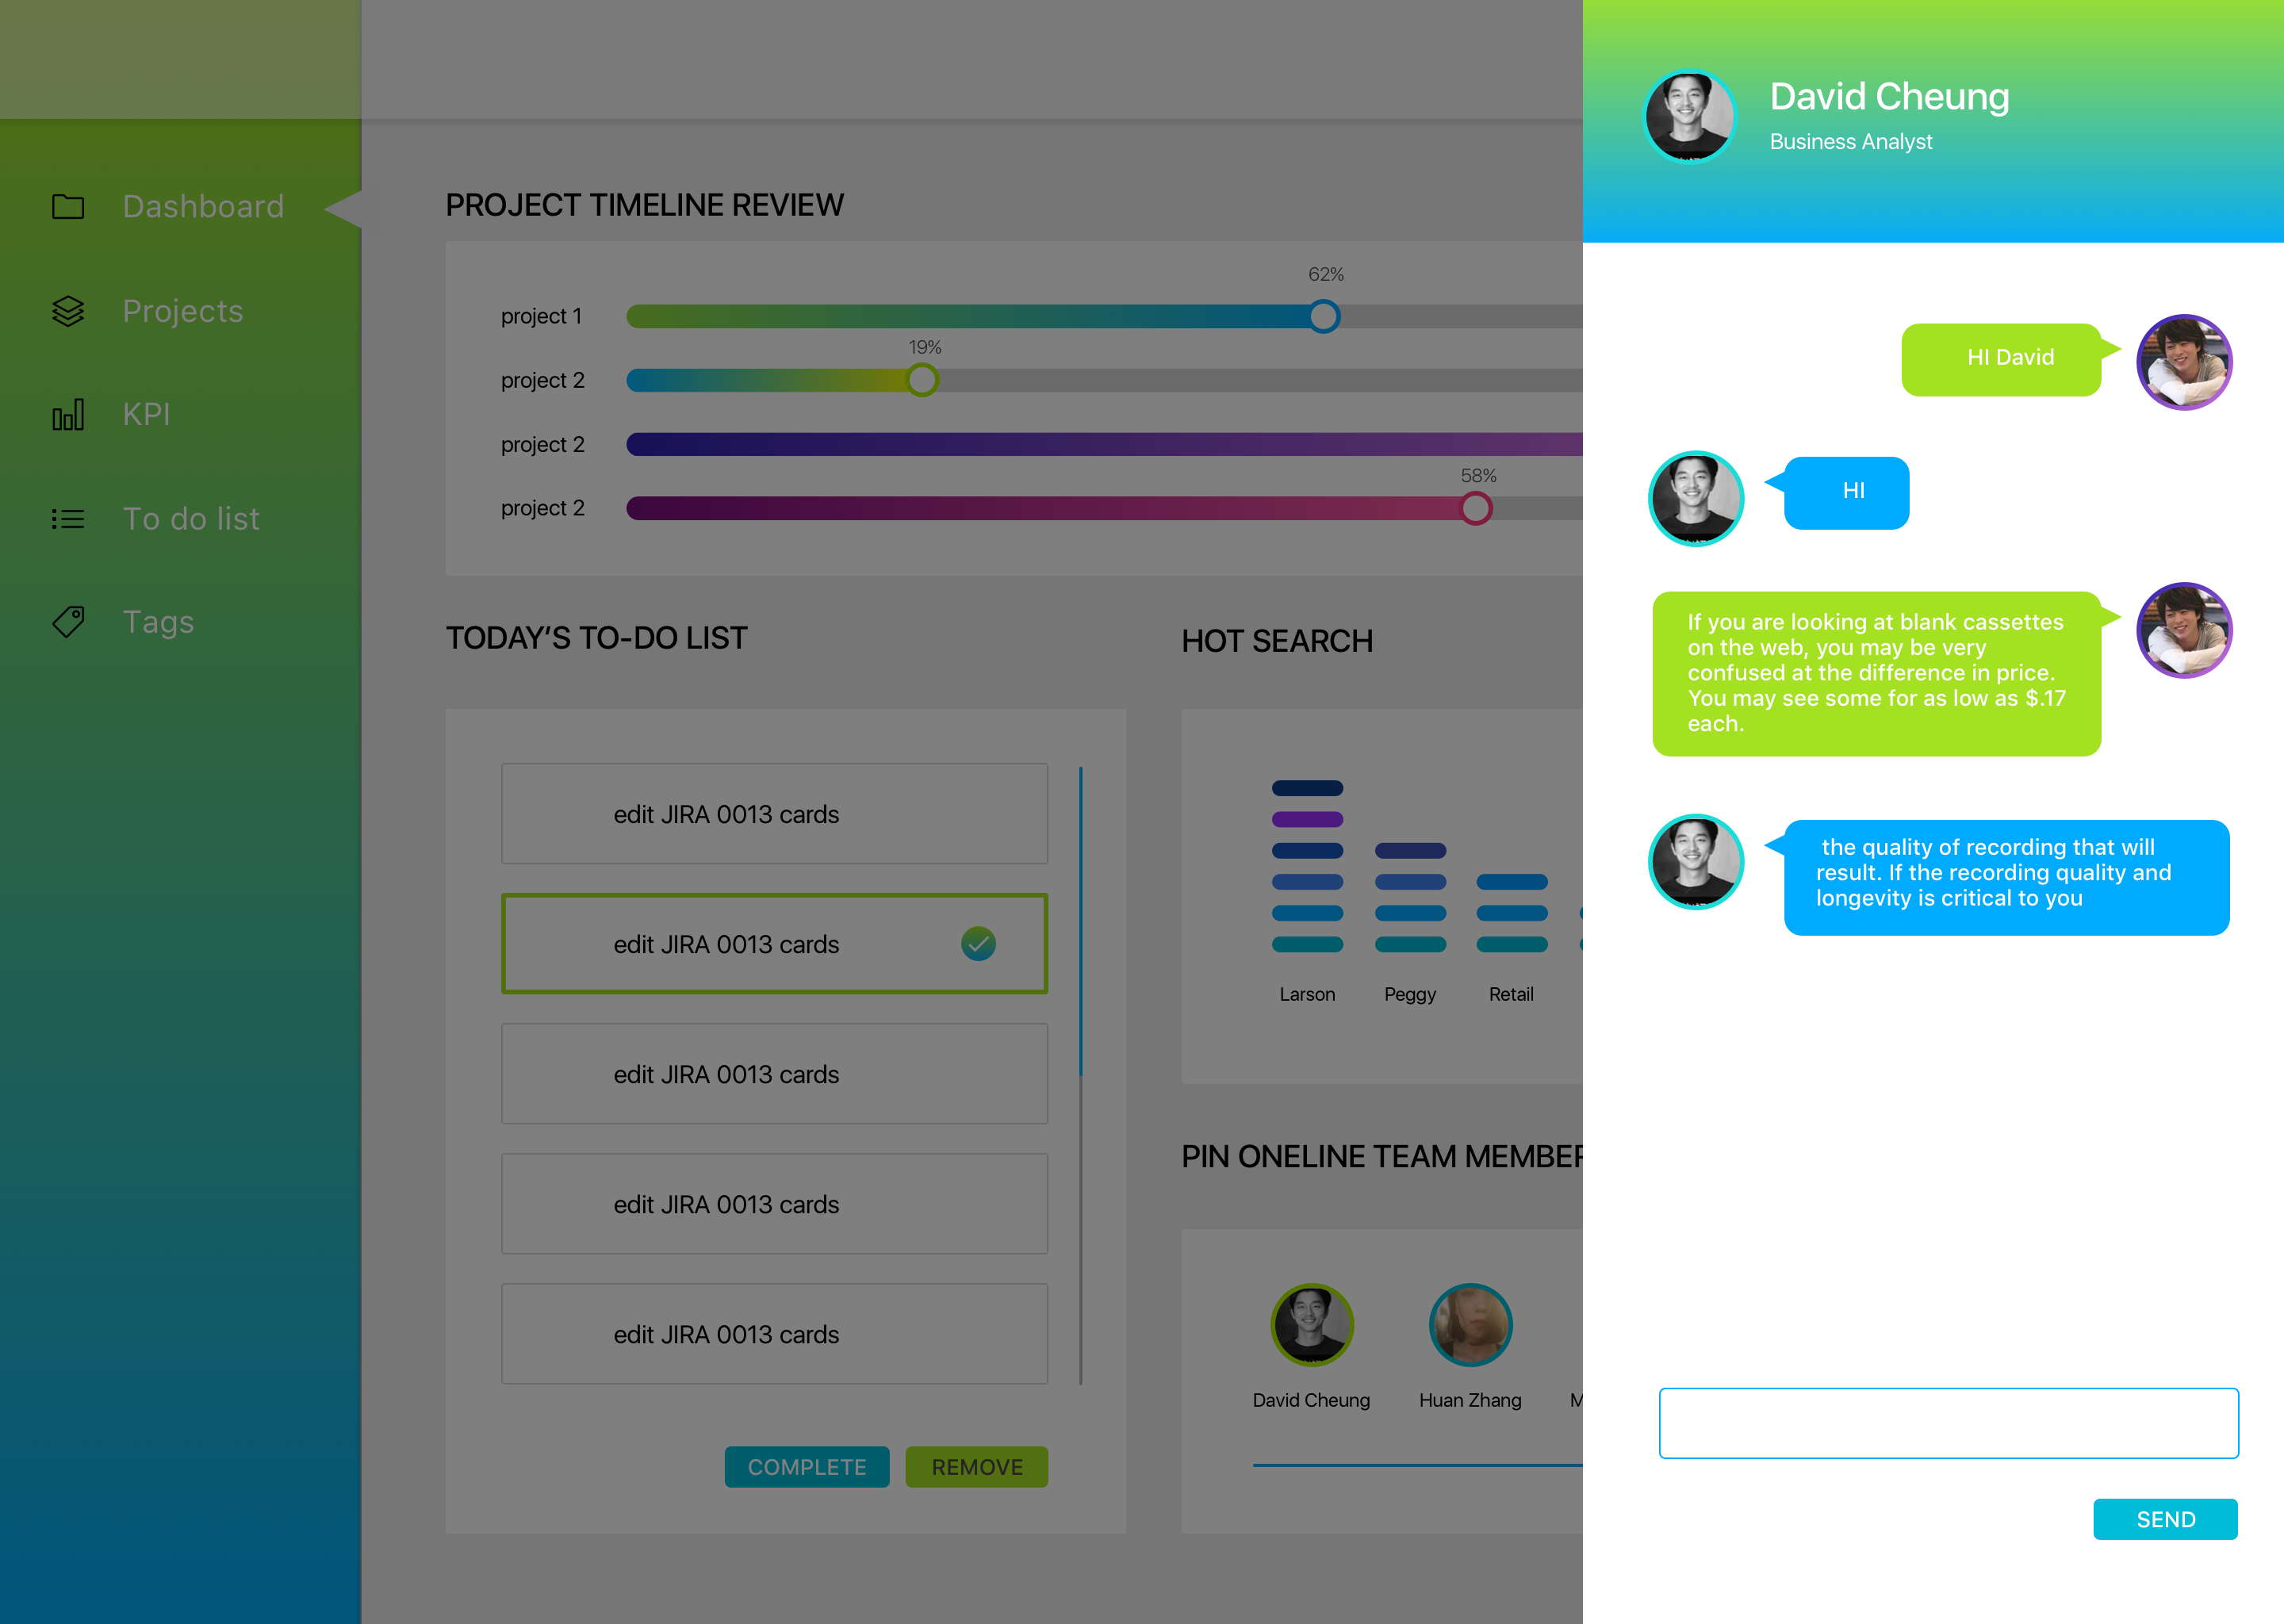 Dashboard
Projects
KPI
To do list
Tags
PROJECT TIMELINE REVIEW
62%
project 1
19%
project 2
project 2
58%
project 2
TODAY’S TO-DO LIST
edit JIRA 0013 cards
edit JIRA 0013 cards
edit JIRA 0013 cards
edit JIRA 0013 cards
edit JIRA 0013 cards
COMPLETE
REMOVE
HOT SEARCH
Larson
Peggy
Retail
PIN ONELINE TEAM MEMBER
David Cheung
Huan Zhang
M
David Cheung
Business Analyst
HI David
HI
If you are looking at blank cassettes
on the web, you may be very
confused at the difference in price.
You may see some for as low as $.17
each.
the quality of recording that will
result. If the recording quality and
longevity is critical to you
SEND